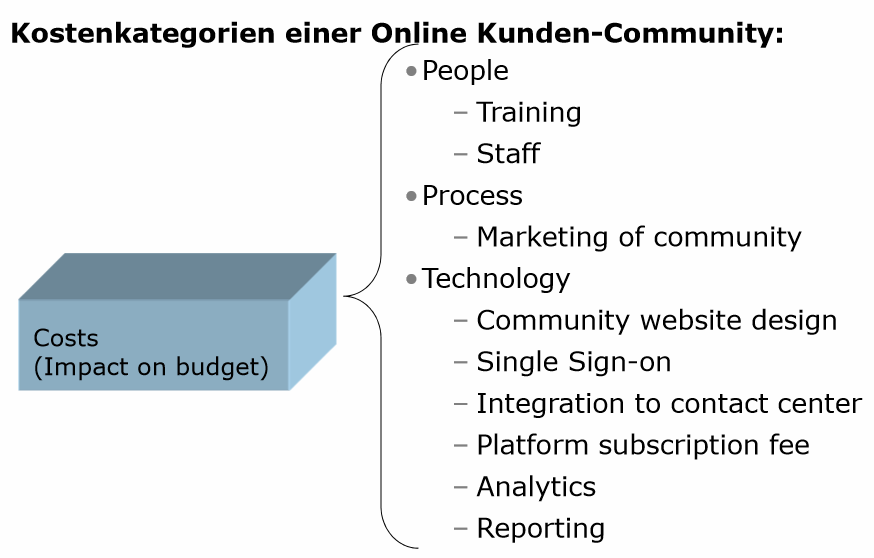 Kostenkategorien einer Online Kunden-Community:
• People
– Training
– Staff
• Process
– Marketing of community
• Technology
– Community website design
– Single Sign-on
– Integration to contact center
– Platform subscription fee
– Analytics
– Reporting
Costs
(Impact on budget)